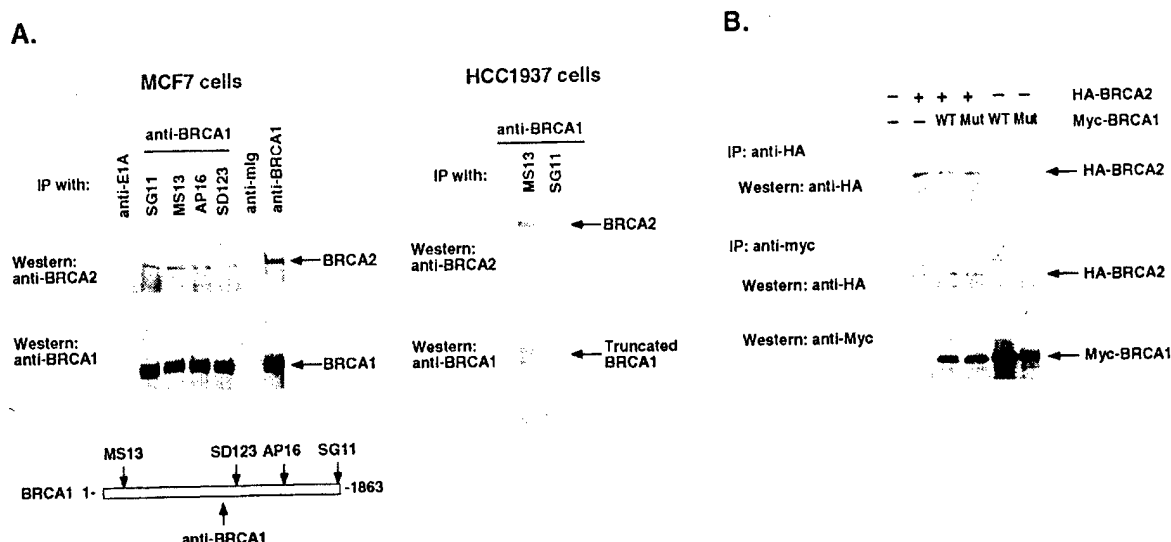 A.
MCF7 cells
anti-BRCA1
IP with:
anti-E1A
SG11
MS13
AP16
SD123
anti-mIg
anti-BRCA1
Western:
anti-BRCA2
BRCA2
Western:
anti-BRCA1
BRCA1
HCC1937 cells
anti-BRCA1
IP with:
MS13
SG11
BRCA2
Western:
anti-BRCA2
Western:
anti-BRCA1
Truncated
BRCA1
MS13 SD123 AP16 SG11
BRCA1 1- -1863
anti-BRCA1
B.
− + + + − − HA-BRCA2
− − WT Mut WT Mut Myc-BRCA1
IP: anti-HA
Western: anti-HA
HA-BRCA2
IP: anti-myc
Western: anti-HA
HA-BRCA2
Western: anti-Myc
Myc-BRCA1